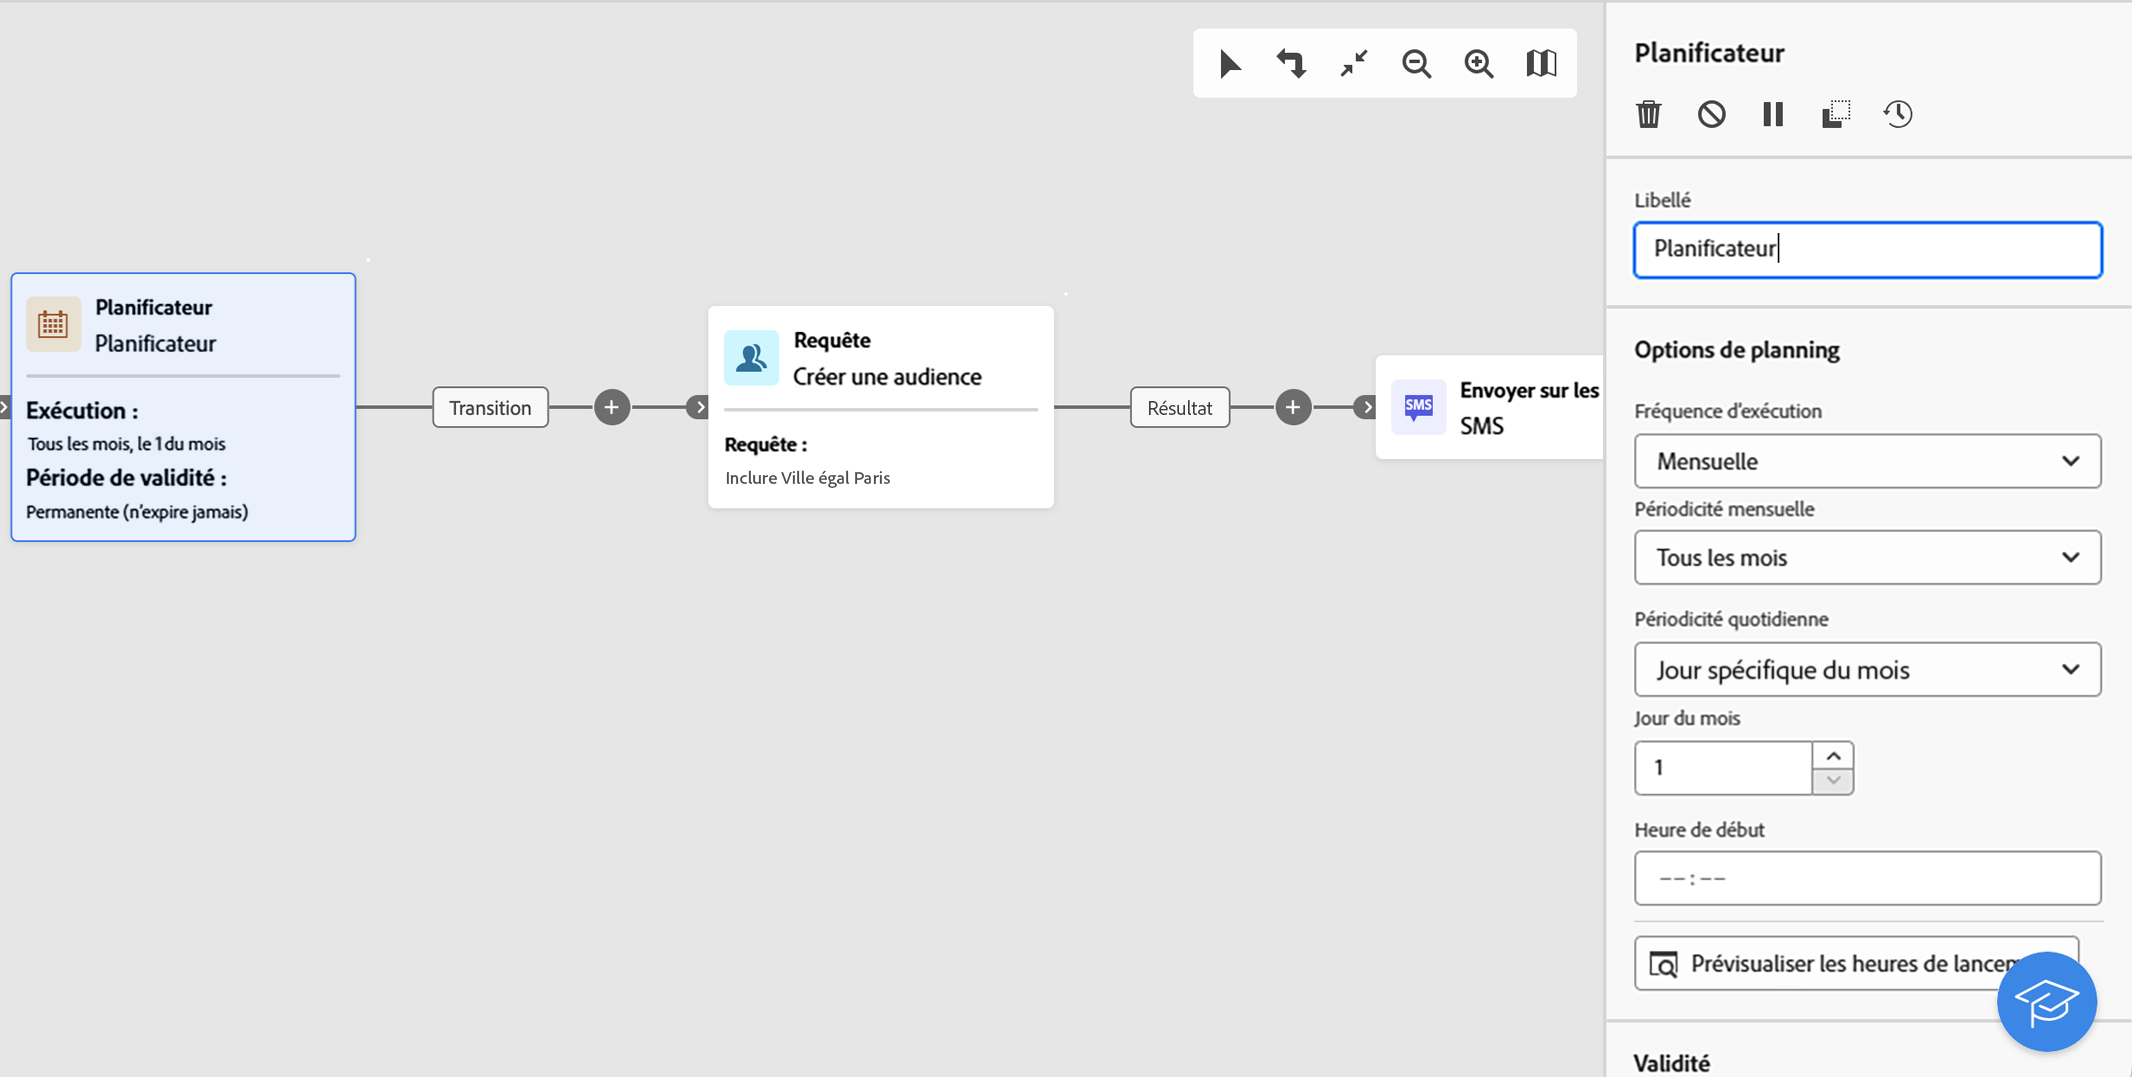 Planificateur
Planificateur
Exécution :
Tous les mois, le 1 du mois
Période de validité :
Permanente (n'expire jamais)
Transition
Requête
Créer une audience
Requête :
Inclure Ville égal Paris
Résultat
SMS
Envoyer sur les
SMS
Planificateur
Libellé
Planificateur
Options de planning
Fréquence d'exécution
Mensuelle
Périodicité mensuelle
Tous les mois
Périodicité quotidienne
Jour spécifique du mois
Jour du mois
1
Heure de début
--:--
Prévisualiser les heures de
Validité